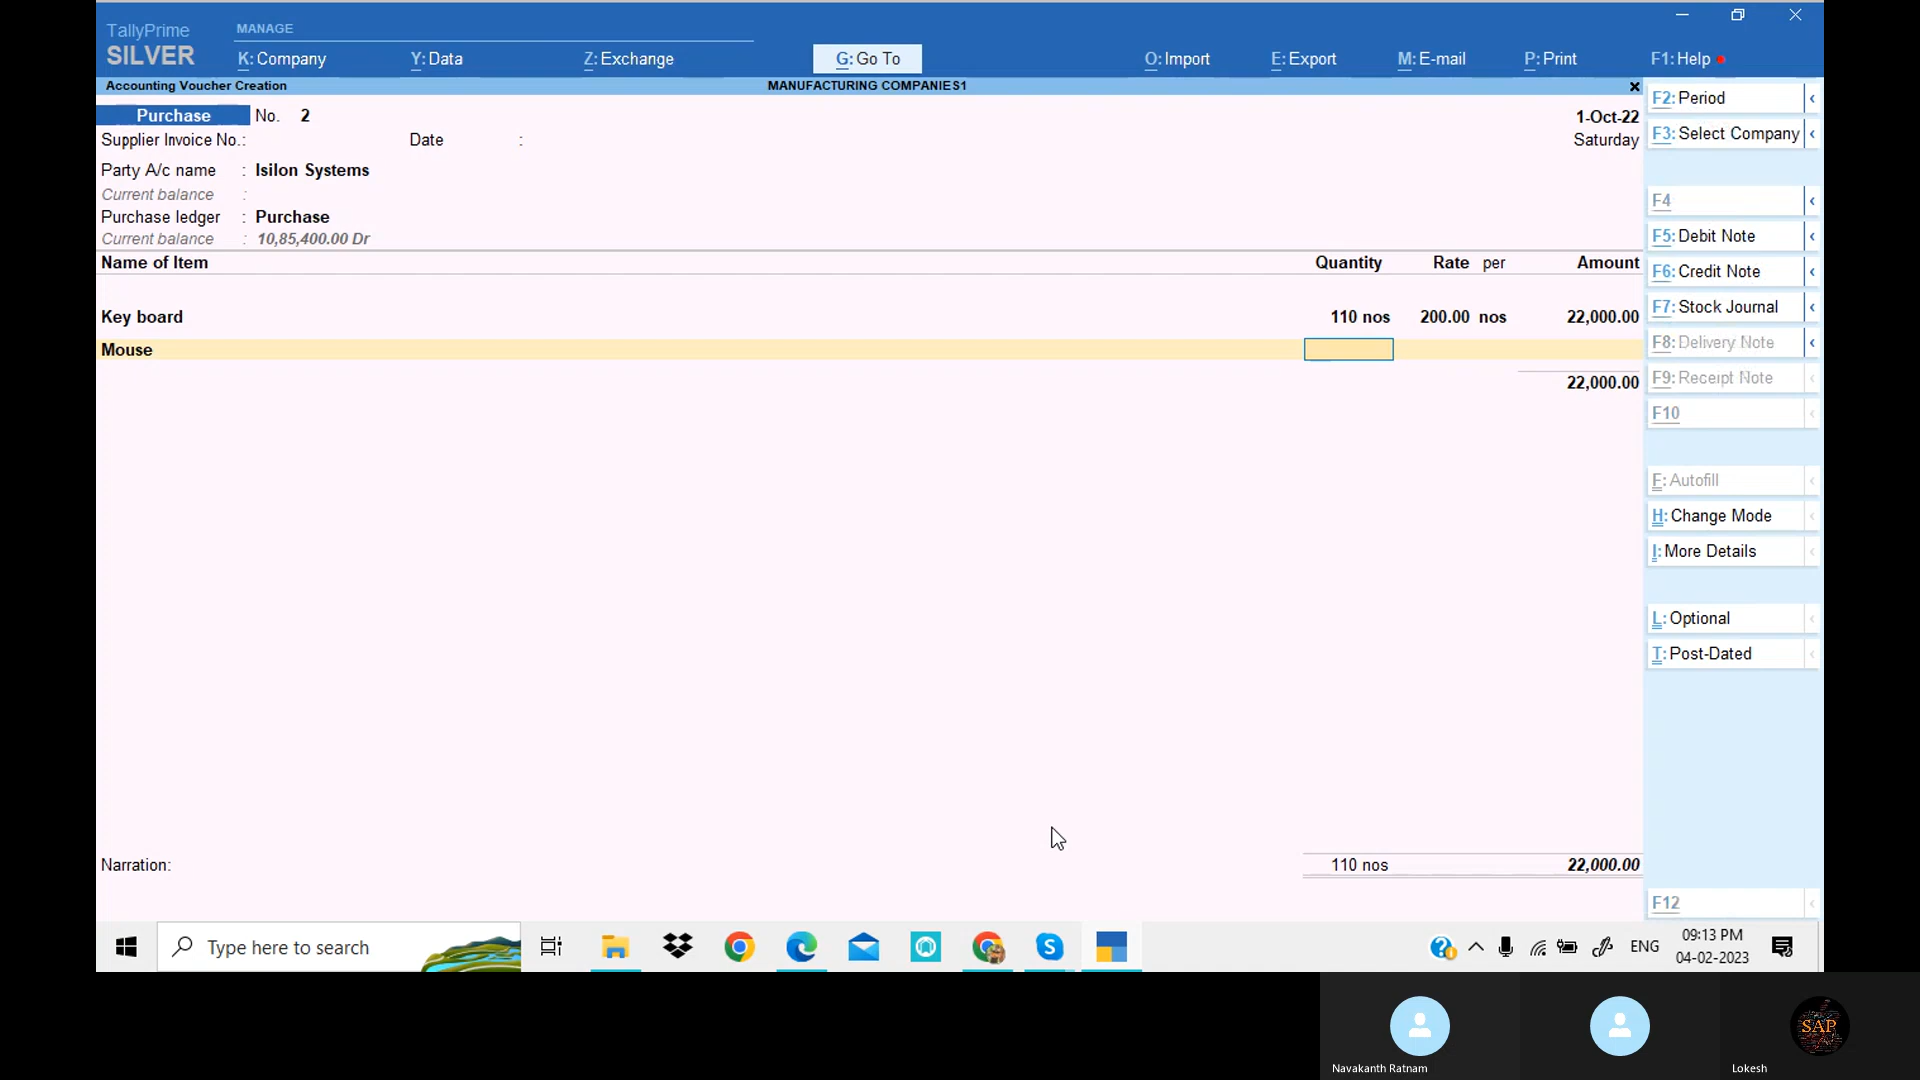 TallyPrime
SILVER
MANAGE
K: Company
Y: Data
Z: Exchange
G: Go To
O: Import
E: Export
M: E-mail
P: Print
F1: Help
Accounting Voucher Creation
MANUFACTURING COMPANIES1
Purchase No. 2
1-Oct-22
Supplier Invoice No.: Date :
Saturday
Party A/c name : Isilon Systems
Current balance :
Purchase ledger : Purchase
Current balance : 10,85,400.00 Dr
Name of Item Quantity Rate per Amount
Key board 110 nos 200.00 nos 22,000.00
Mouse
22,000.00
Narration: 110 nos 22,000.00
F2: Period
F3: Select Company
F4
F5: Debit Note
F6: Credit Note
F7: Stock Journal
F8: Delivery Note
F9: Receipt Note
F10
F: Autofill
H: Change Mode
I: More Details
L: Optional
T: Post-Dated
F12
Type here to search
ENG
09:13 PM
04-02-2023
SAP
Navakanth Ratnam
Lokesh